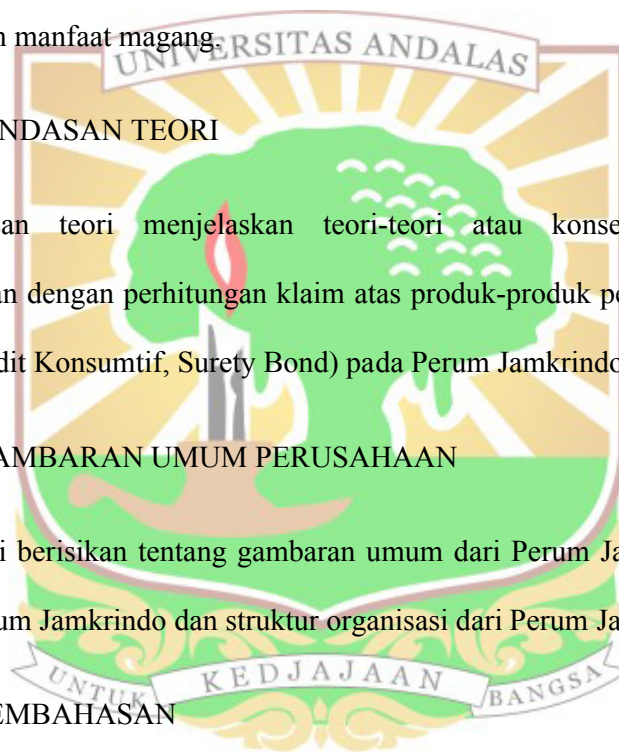 n manfaat magang.
UNIVERSITAS ANDALAS
NDASAN TEORI
an teori menjelaskan teori-teori atau konse
an dengan perhitungan klaim atas produk-produk pe
dit Konsumtif, Surety Bond) pada Perum Jamkrindo
AMBARAN UMUM PERUSAHAAN
i berisikan tentang gambaran umum dari Perum Ja
um Jamkrindo dan struktur organisasi dari Perum Ja
UNTUK KEDJAJAAN BANGSA
EMBAHASAN